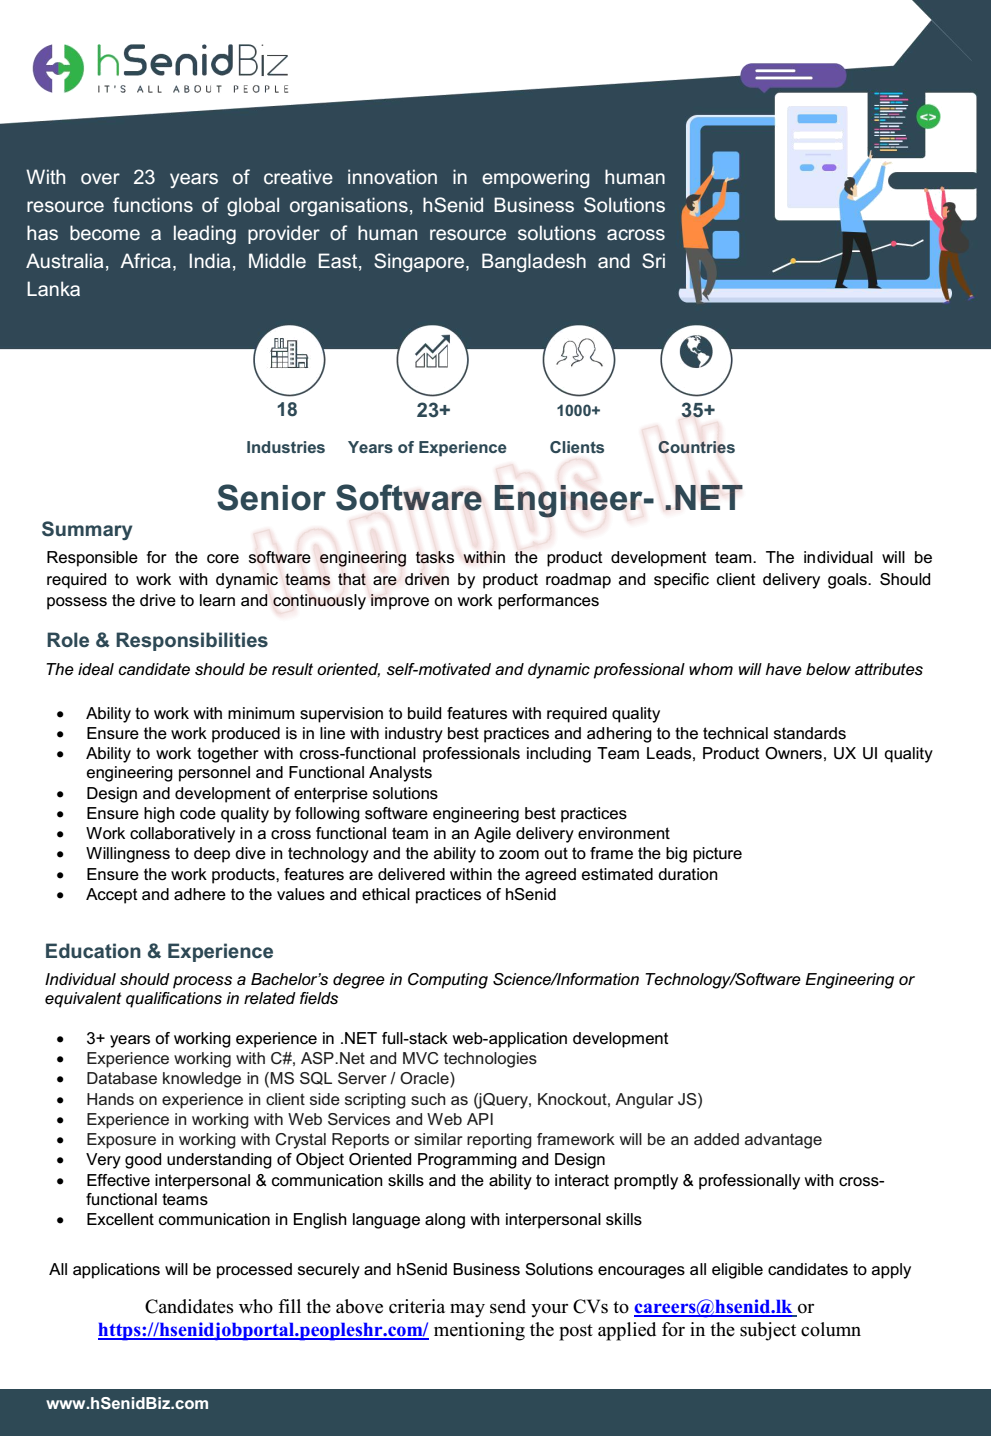 hSenidBiz
IT'S ALL ABOUT PEOPLE
With over 23 years of creative innovation in empowering human
resource functions of global organisations, hSenid Business Solutions
has become a leading provider of human resource solutions across
Australia, Africa, India, Middle East, Singapore, Bangladesh and Sri
Lanka
<>
18
Industries
23+
Years of Experience
1000+
Clients
35+
Countries
topjobs.lk
Senior Software Engineer- .NET
Summary
Responsible for the core software engineering tasks within the product development team. The individual will be
required to work with dynamic teams that are driven by product roadmap and specific client delivery goals. Should
possess the drive to learn and continuously improve on work performances
Role & Responsibilities
The ideal candidate should be result oriented, self-motivated and dynamic professional whom will have below attributes
• Ability to work with minimum supervision to build features with required quality
• Ensure the work produced is in line with industry best practices and adhering to the technical standards
• Ability to work together with cross-functional professionals including Team Leads, Product Owners, UX UI quality
engineering personnel and Functional Analysts
• Design and development of enterprise solutions
• Ensure high code quality by following software engineering best practices
• Work collaboratively in a cross functional team in an Agile delivery environment
• Willingness to deep dive in technology and the ability to zoom out to frame the big picture
• Ensure the work products, features are delivered within the agreed estimated duration
• Accept and adhere to the values and ethical practices of hSenid
Education & Experience
Individual should process a Bachelor’s degree in Computing Science/Information Technology/Software Engineering or
equivalent qualifications in related fields
• 3+ years of working experience in .NET full-stack web-application development
• Experience working with C#, ASP.Net and MVC technologies
• Database knowledge in (MS SQL Server / Oracle)
• Hands on experience in client side scripting such as (jQuery, Knockout, Angular JS)
• Experience in working with Web Services and Web API
• Exposure in working with Crystal Reports or similar reporting framework will be an added advantage
• Very good understanding of Object Oriented Programming and Design
• Effective interpersonal & communication skills and the ability to interact promptly & professionally with cross-
functional teams
• Excellent communication in English language along with interpersonal skills
All applications will be processed securely and hSenid Business Solutions encourages all eligible candidates to apply
Candidates who fill the above criteria may send your CVs to careers@hsenid.lk or
https://hsenidjobportal.peopleshr.com/ mentioning the post applied for in the subject column
www.hSenidBiz.com